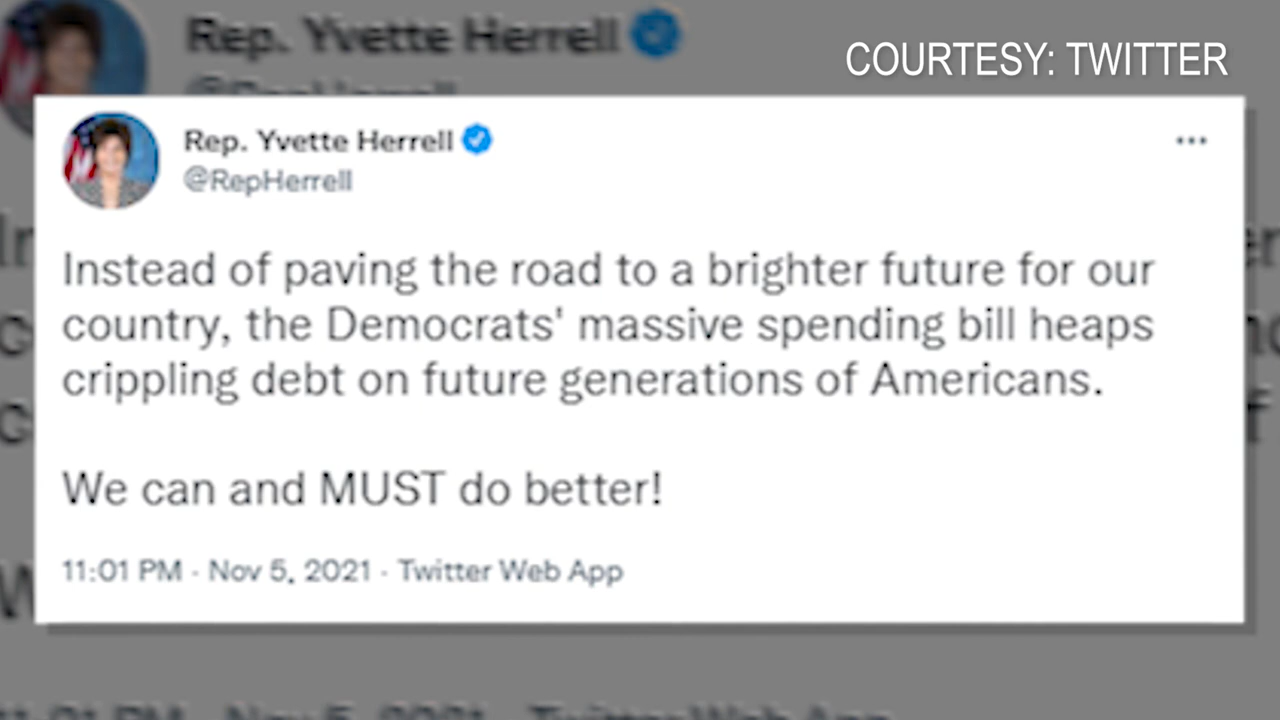 Rep. Yvette Herrell
COURTESY: TWITTER
Rep. Yvette Herrell
@RepHerrell
Instead of paving the road to a brighter future for our
country, the Democrats' massive spending bill heaps
crippling debt on future generations of Americans.
We can and MUST do better!
11:01 PM · Nov 5, 2021 · Twitter Web App